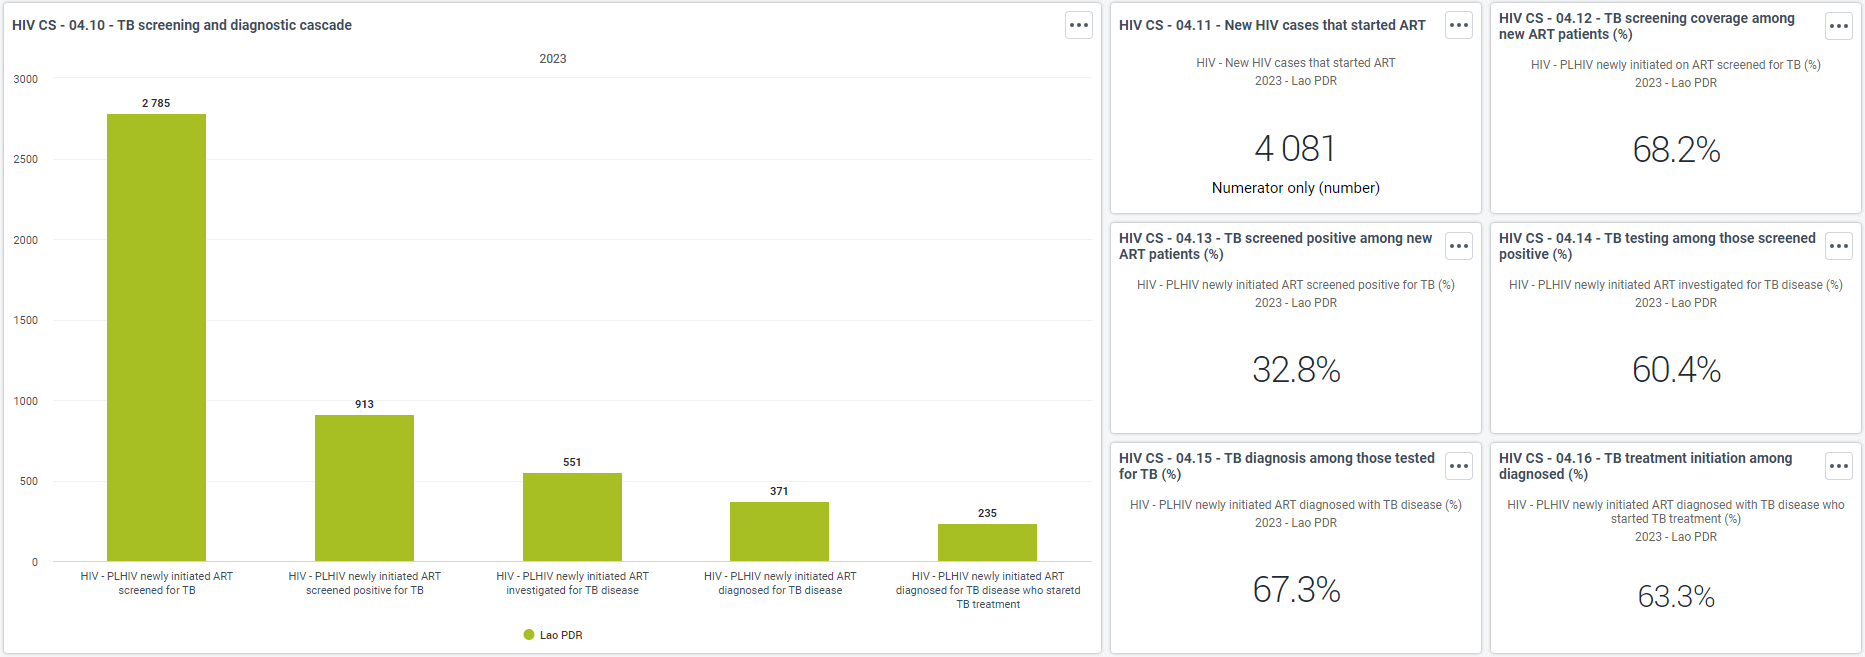 HIV CS - 04.10 - TB screening and diagnostic cascade
2023
3000
2500
2000
1500
1000
500
0
2 785
913
551
371
235
HIV - PLHIV newly initiated ART
screened for TB
HIV - PLHIV newly initiated ART
screened positive for TB
HIV - PLHIV newly initiated ART
investigated for TB disease
HIV - PLHIV newly initiated ART
diagnosed for TB disease
HIV - PLHIV newly initiated ART
diagnosed for TB disease who staretd
TB treatment
Lao PDR
HIV CS - 04.11 - New HIV cases that started ART
HIV - New HIV cases that started ART
2023 - Lao PDR
4 081
Numerator only (number)
HIV CS - 04.12 - TB screening coverage among
new ART patients (%)
HIV - PLHIV newly initiated on ART screened for TB (%)
2023 - Lao PDR
68.2%
HIV CS - 04.13 - TB screened positive among new
ART patients (%)
HIV - PLHIV newly initiated ART screened positive for TB (%)
2023 - Lao PDR
32.8%
HIV CS - 04.14 - TB testing among those screened
positive (%)
HIV - PLHIV newly initiated ART investigated for TB disease (%)
2023 - Lao PDR
60.4%
HIV CS - 04.15 - TB diagnosis among those tested
for TB (%)
HIV - PLHIV newly initiated ART diagnosed with TB disease (%)
2023 - Lao PDR
67.3%
HIV CS - 04.16 - TB treatment initiation among
diagnosed (%)
HIV - PLHIV newly initiated ART diagnosed with TB disease who
started TB treatment (%)
2023 - Lao PDR
63.3%